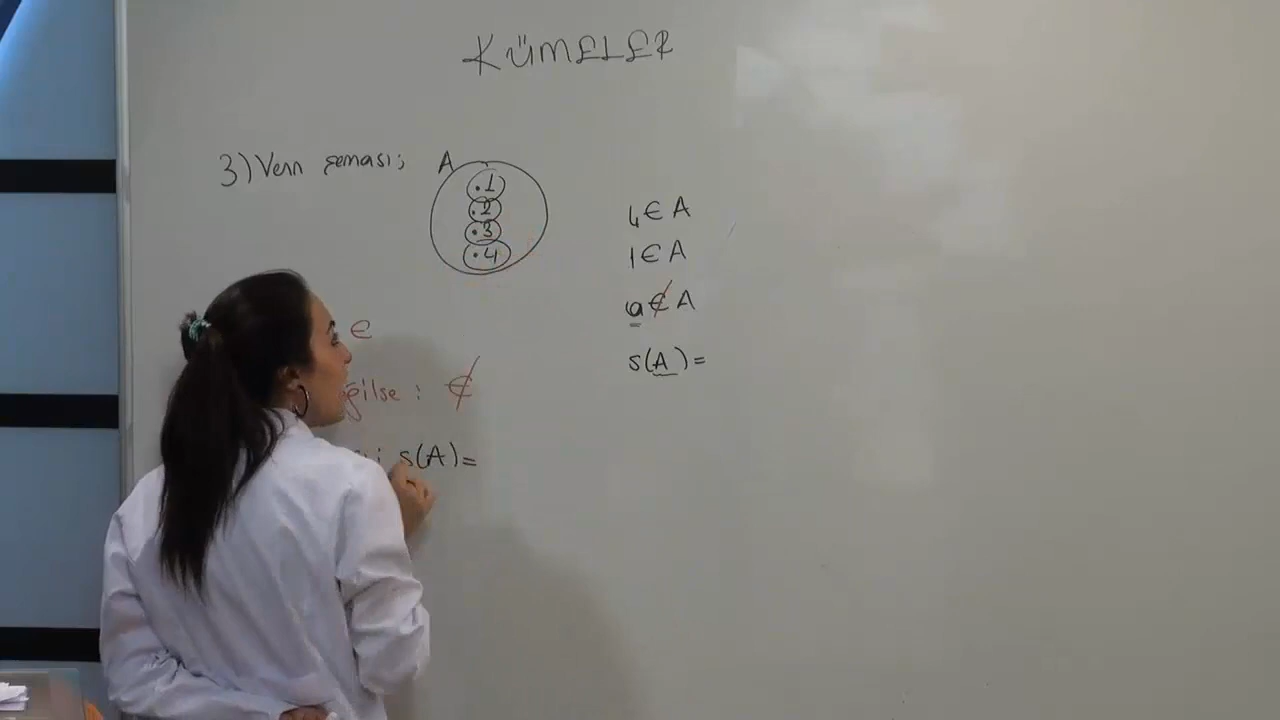 KÜMELER
3) Venn şeması; A
.1
.2
.3
.4
4 ∈ A
1 ∈ A
a ∉ A
s(A) =
∈
ğilse : ∉
; s(A) =